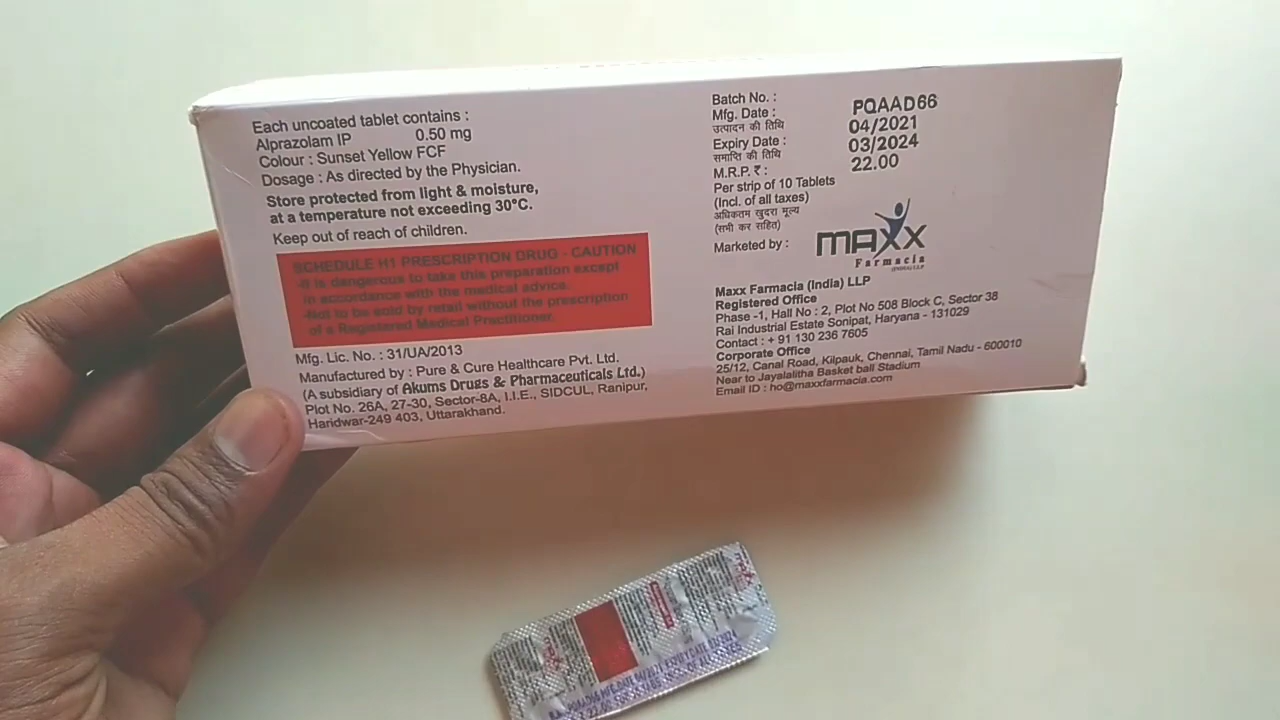 Each uncoated tablet contains :
Alprazolam IP 0.50 mg
Colour : Sunset Yellow FCF
Dosage : As directed by the Physician.
Store protected from light & moisture,
at a temperature not exceeding 30°C.
Keep out of reach of children.
SCHEDULE H1 PRESCRIPTION DRUG - CAUTION
-It is dangerous to take this preparation except
in accordance with the medical advice.
-Not to be sold by retail without the prescription
of a Registered Medical Practitioner.
Mfg. Lic. No. : 31/UA/2013
Manufactured by : Pure & Cure Healthcare Pvt. Ltd.
(A subsidiary of Akums Drugs & Pharmaceuticals Ltd.)
Plot No. 26A, 27-30, Sector-8A, I.I.E., SIDCUL, Ranipur,
Haridwar-249 403, Uttarakhand.
Batch No. : PQAAD66
Mfg. Date : 04/2021
उत्पादन की तिथि
Expiry Date : 03/2024
समाप्ति की तिथि
M.R.P. ₹ : 22.00
Per strip of 10 Tablets
(Incl. of all taxes)
अधिकतम खुदरा मूल्य
(सभी कर सहित)
Marketed by : MAXX
Farmacia
(INDIA) LLP
Maxx Farmacia (India) LLP
Registered Office
Phase -1, Hall No : 2, Plot No 508 Block C, Sector 38
Rai Industrial Estate Sonipat, Haryana - 131029
Contact : + 91 130 236 7605
Corporate Office
25/12, Canal Road, Kilpauk, Chennai, Tamil Nadu - 600010
Near to Jayalalitha Basket ball Stadium
Email ID : ho@maxxfarmacia.com